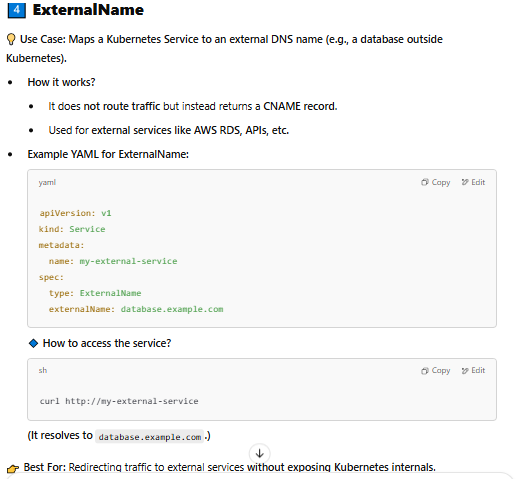 4 ExternalName
💡 Use Case: Maps a Kubernetes Service to an external DNS name (e.g., a database outside
Kubernetes).
• How it works?
• It does not route traffic but instead returns a CNAME record.
• Used for external services like AWS RDS, APIs, etc.
• Example YAML for ExternalName:
yaml Copy Edit
apiVersion: v1
kind: Service
metadata:
  name: my-external-service
spec:
  type: ExternalName
  externalName: database.example.com
🔹 How to access the service?
sh Copy Edit
curl http://my-external-service
(It resolves to database.example.com.)
👉 Best For: Redirecting traffic to external services without exposing Kubernetes internals.